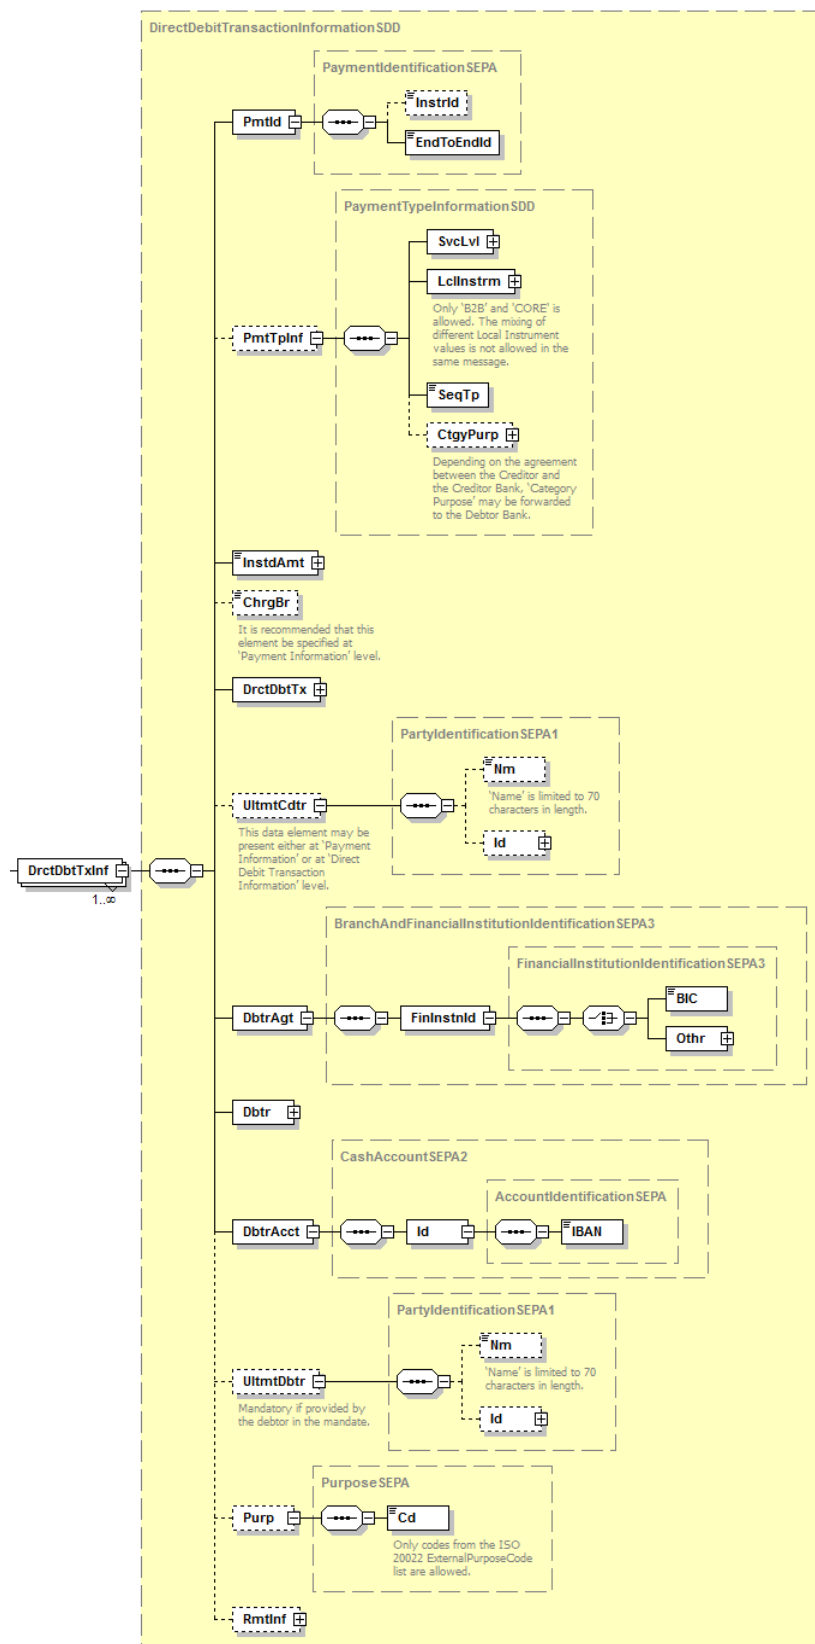 DirectDebitTransactionInformationSDD
PaymentIdentificationSEPA
PmtId
InstrId
EndToEndId
PaymentTypeInformationSDD
PmtTpInf
SvcLvl
LclInstrm
Only 'B2B' and 'CORE' is
allowed. The mixing of
different Local Instrument
values is not allowed in the
same message.
SeqTp
CtgyPurp
Depending on the agreement
between the Creditor and
the Creditor Bank, 'Category
Purpose' may be forwarded
to the Debtor Bank.
InstdAmt
ChrgBr
It is recommended that this
element be specified at
'Payment Information' level.
DrctDbtTx
PartyIdentificationSEPA1
UltmtCdtr
This data element may be
present either at 'Payment
Information' or at 'Direct
Debit Transaction
Information' level.
Nm
'Name' is limited to 70
characters in length.
Id
DrctDbtTxInf
1..∞
BranchAndFinancialInstitutionIdentificationSEPA3
FinancialInstitutionIdentificationSEPA3
DbtrAgt
FinInstnId
BIC
Othr
Dbtr
CashAccountSEPA2
AccountIdentificationSEPA
DbtrAcct
Id
IBAN
PartyIdentificationSEPA1
UltmtDbtr
Mandatory if provided by
the debtor in the mandate.
Nm
'Name' is limited to 70
characters in length.
Id
PurposeSEPA
Purp
Cd
Only codes from the ISO
20022 ExternalPurposeCode
list are allowed.
RmtInf